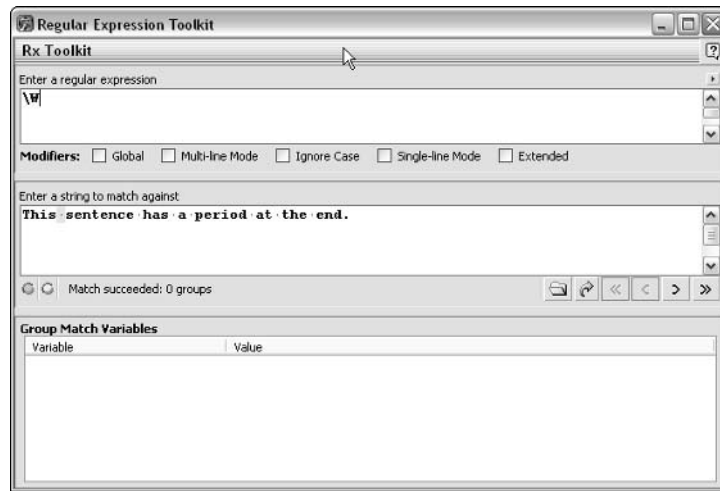 Regular Expression Toolkit
Rx Toolkit
Enter a regular expression
\W
Modifiers: Global Multi-line Mode Ignore Case Single-line Mode Extended
Enter a string to match against
This·sentence·has·a·period·at·the·end.
Match succeeded: 0 groups
Group Match Variables
Variable Value